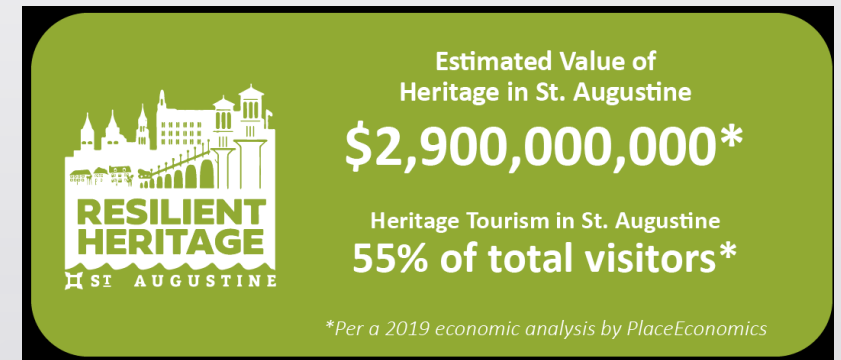 RESILIENT
HERITAGE
ST AUGUSTINE
Estimated Value of
Heritage in St. Augustine
$2,900,000,000*
Heritage Tourism in St. Augustine
55% of total visitors*
*Per a 2019 economic analysis by PlaceEconomics